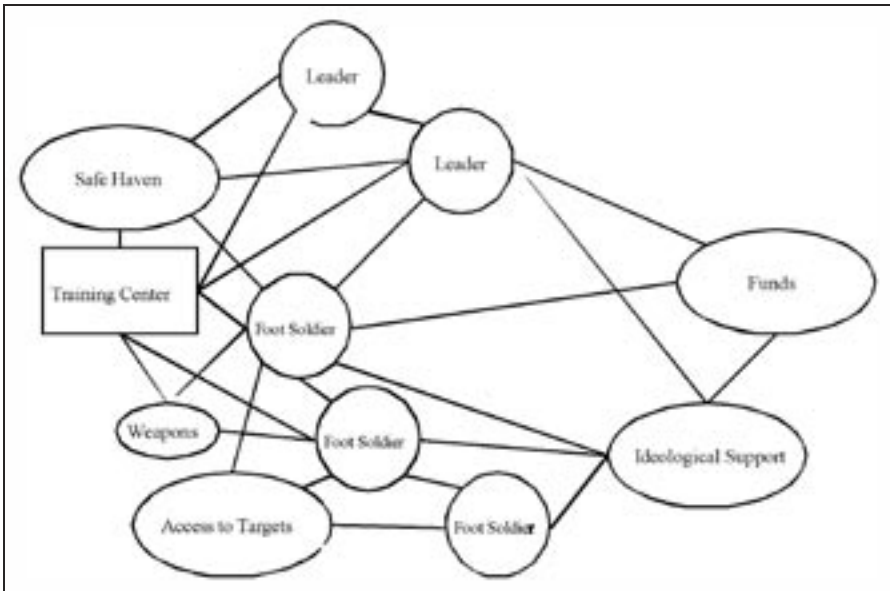 Leader
Leader
Safe Haven
Training Center
Funds
Foot Soldier
Weapons
Foot Soldier
Ideological Support
Access to Targets
Foot Soldier